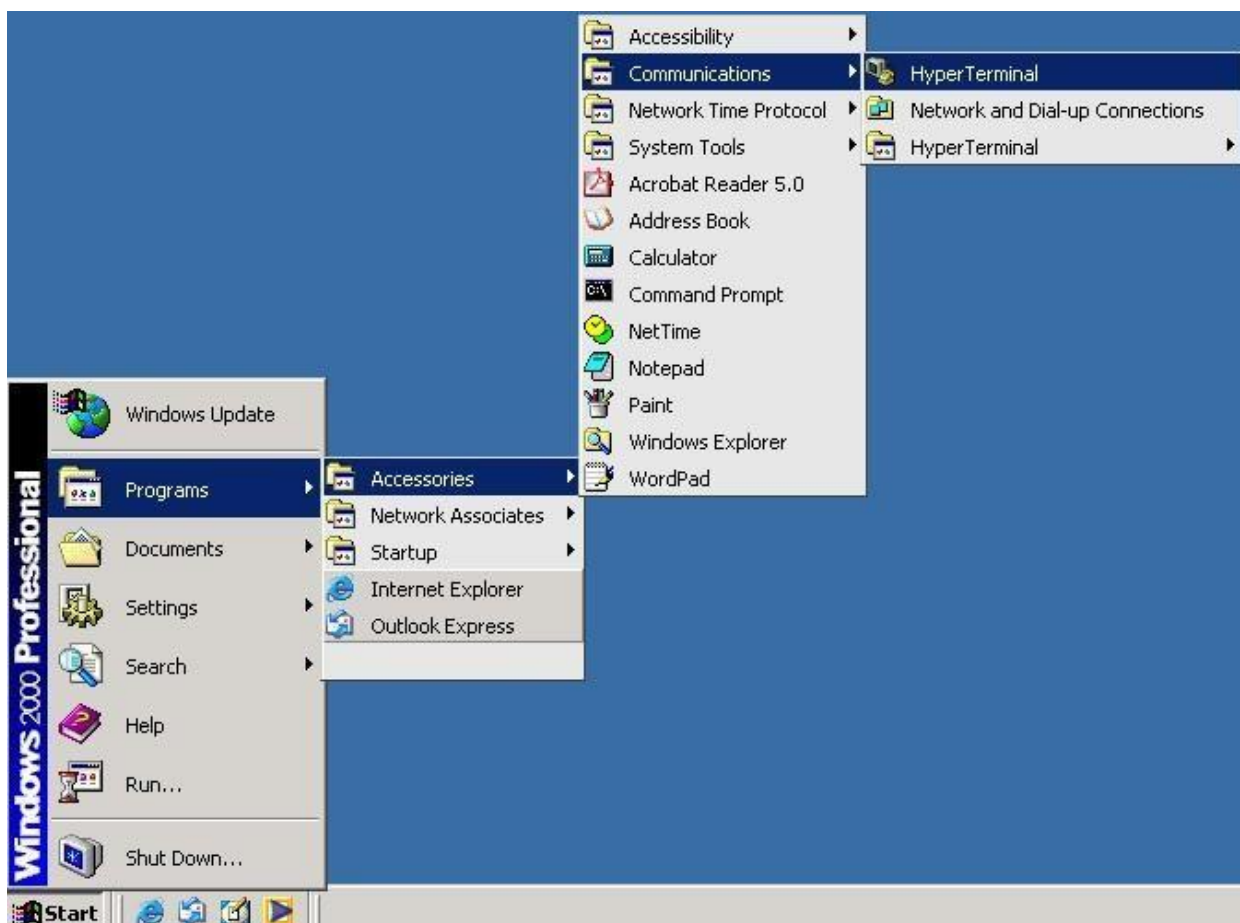 Accessibility
Communications
Network Time Protocol
System Tools
Acrobat Reader 5.0
Address Book
Calculator
Command Prompt
NetTime
Notepad
Paint
Windows Explorer
WordPad
HyperTerminal
Network and Dial-up Connections
HyperTerminal
Windows Update
Programs
Documents
Settings
Search
Help
Run...
Shut Down...
Accessories
Network Associates
Startup
Internet Explorer
Outlook Express
Windows 2000 Professional
Start